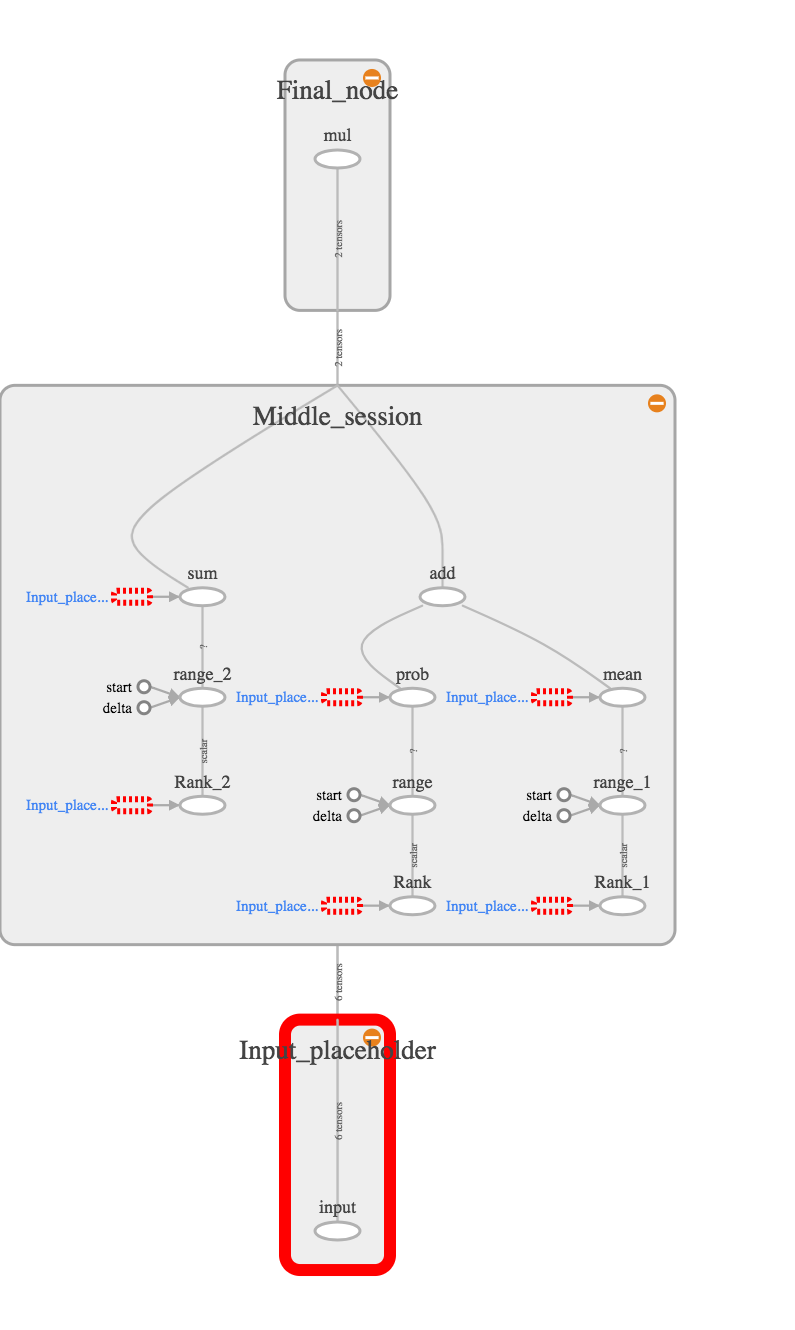 Final_node
mul
2 tensors
2 tensors
Middle_session
sum
add
Input_place...
?
range_2
prob
mean
start
delta
Input_place...
Input_place...
scalar
?
?
Rank_2
range
range_1
Input_place...
start
delta
start
delta
scalar
scalar
Rank
Rank_1
Input_place...
Input_place...
6 tensors
Input_placeholder
6 tensors
input